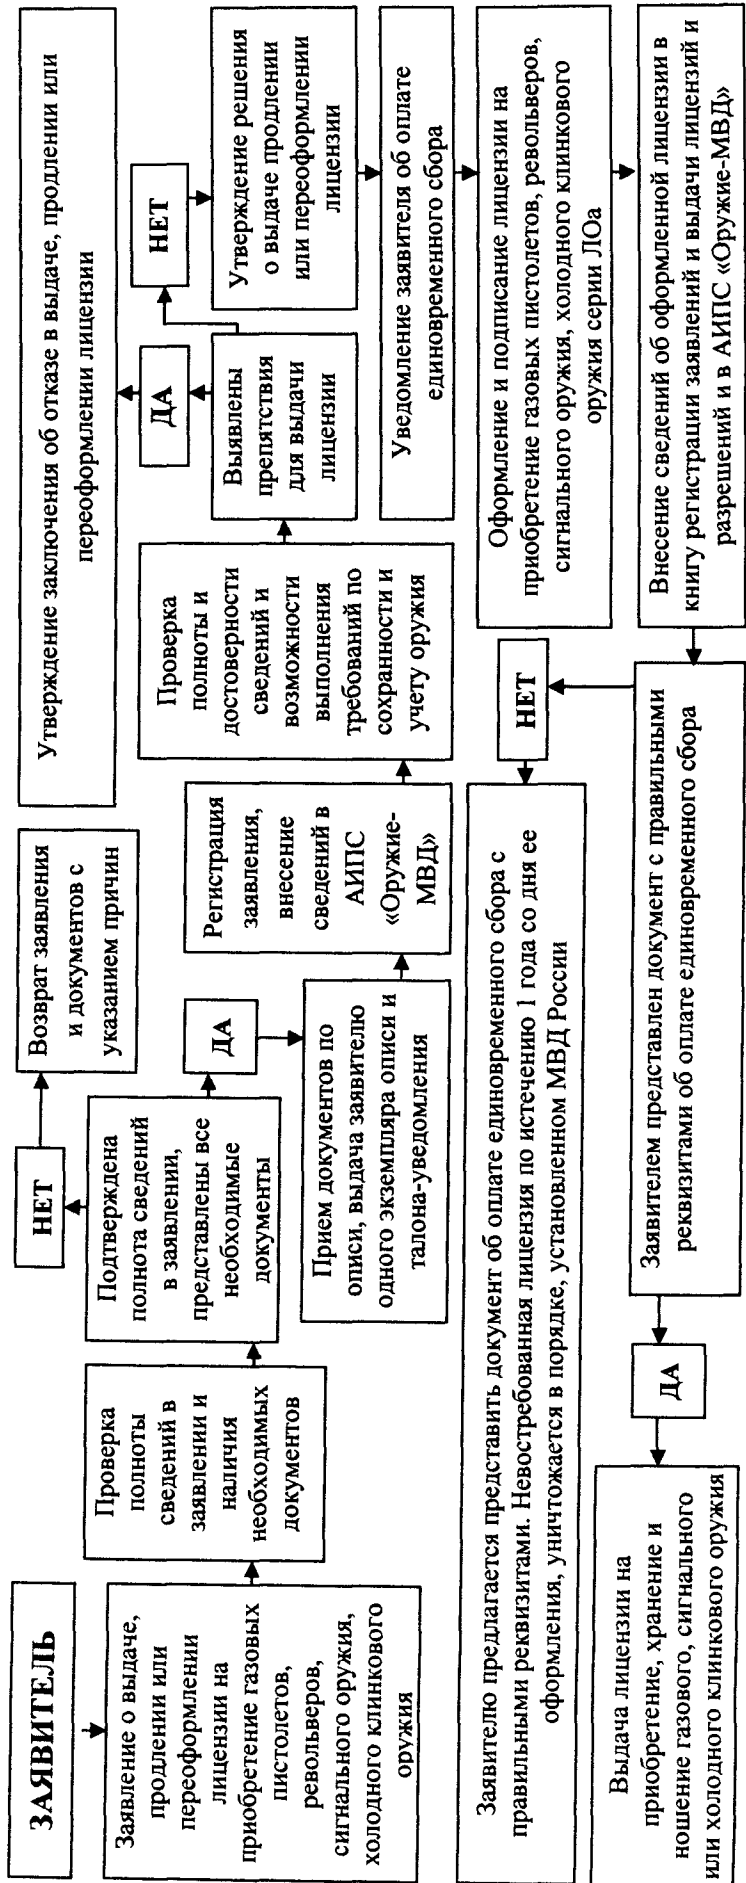 ЗАЯВИТЕЛЬ
Заявление о выдаче,
продлении или
переоформлении
лицензии на
приобретение газовых
пистолетов,
револьверов,
сигнального оружия,
холодного клинкового
оружия
Проверка
полноты
сведений в
заявлении и
наличия
необходимых
документов
Подтверждена
полнота сведений
в заявлении,
представлены все
необходимые
документы
НЕТ
Возврат заявления
и документов с
указанием причин
ДА
Прием документов по
описи, выдача заявителю
одного экземпляра описи и
талона-уведомления
Регистрация
заявления,
внесение
сведений в
АИПС
«Оружие-
МВД»
Проверка
полноты и
достоверности
сведений и
возможности
выполнения
требований по
сохранности и
учету оружия
Выявлены
препятствия
для выдачи
лицензии
ДА
Утверждение заключения об отказе в выдаче, продлении или
переоформлении лицензии
НЕТ
Утверждение решения
о выдаче продлении
или переоформлении
лицензии
Уведомление заявителя об оплате
единовременного сбора
Оформление и подписание лицензии на
приобретение газовых пистолетов, револьверов,
сигнального оружия, холодного клинкового
оружия серии ЛОа
Внесение сведений об оформленной лицензии в
книгу регистрации заявлений и выдачи лицензий и
разрешений и в АИПС «Оружие-МВД»
Заявителем представлен документ с правильными
реквизитами об оплате единовременного сбора
НЕТ
Заявителю предлагается представить документ об оплате единовременного сбора с
правильными реквизитами. Невостребованная лицензия по истечению 1 года со дня ее
оформления, уничтожается в порядке, установленном МВД России
ДА
Выдача лицензии на
приобретение, хранение и
ношение газового, сигнального
или холодного клинкового оружия